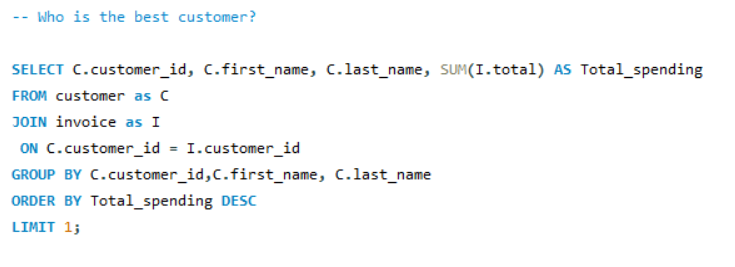 -- Who is the best customer?
SELECT C.customer_id, C.first_name, C.last_name, SUM(I.total) AS Total_spending
FROM customer as C
JOIN invoice as I
ON C.customer_id = I.customer_id
GROUP BY C.customer_id,C.first_name, C.last_name
ORDER BY Total_spending DESC
LIMIT 1;